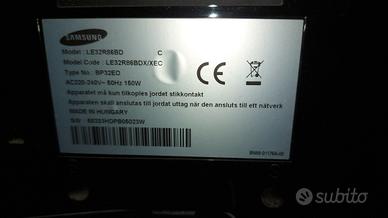 SAMSUNG
Model : LE32R86BD C
Model Code : LE32R86BDX/XEC
Type No : BP32EO
AC220-240V~ 50Hz 150W
Apparatet må kun tilkoples jordet stikkontakt
Apparaten skall anslutas till jordat uttag när den ansluts till ett nätverk
MADE IN HUNGARY
S/N :
CE
subito